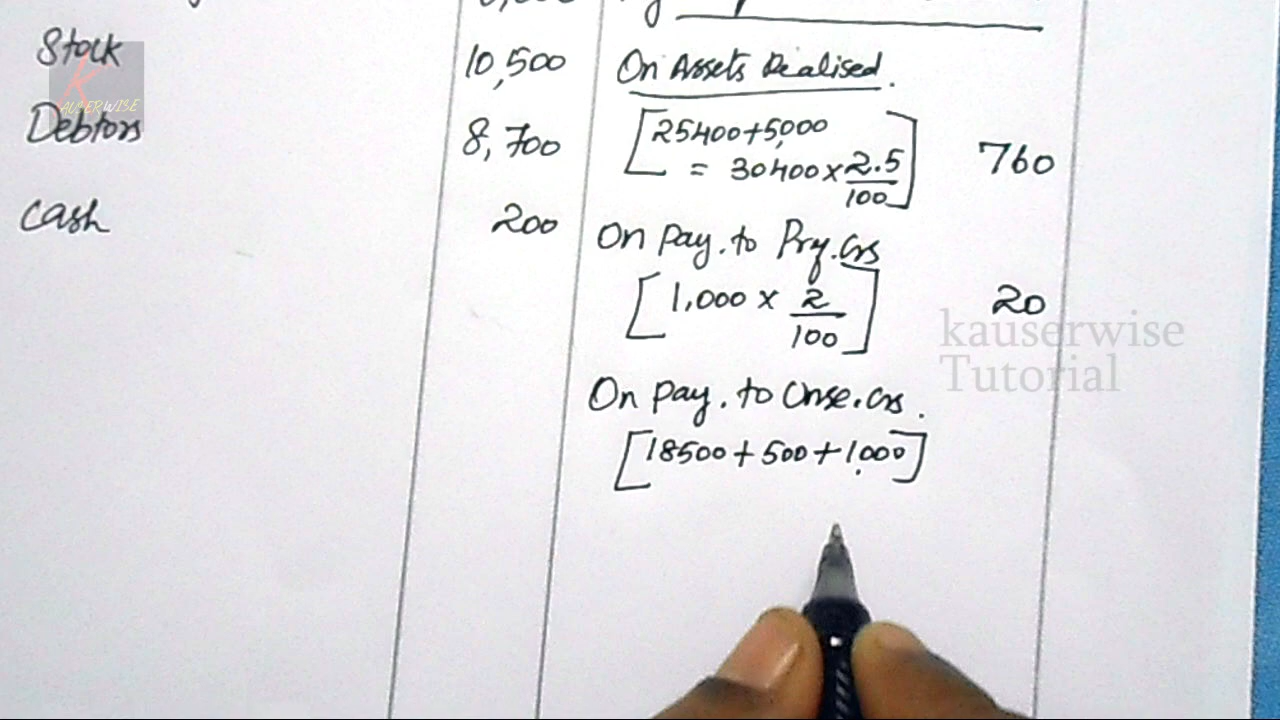 Stock 10,500 On Assets Realised.
KAUSERWISE
Debtors 8,700 [25400+5,000
= 30400 × 2.5/100] 760
Cash 200 On Pay. to Pry. Crs
[1,000 × 2/100] 20
kauserwise
Tutorial
On Pay. to Unse. Crs.
[18500 + 500 + 1,000]